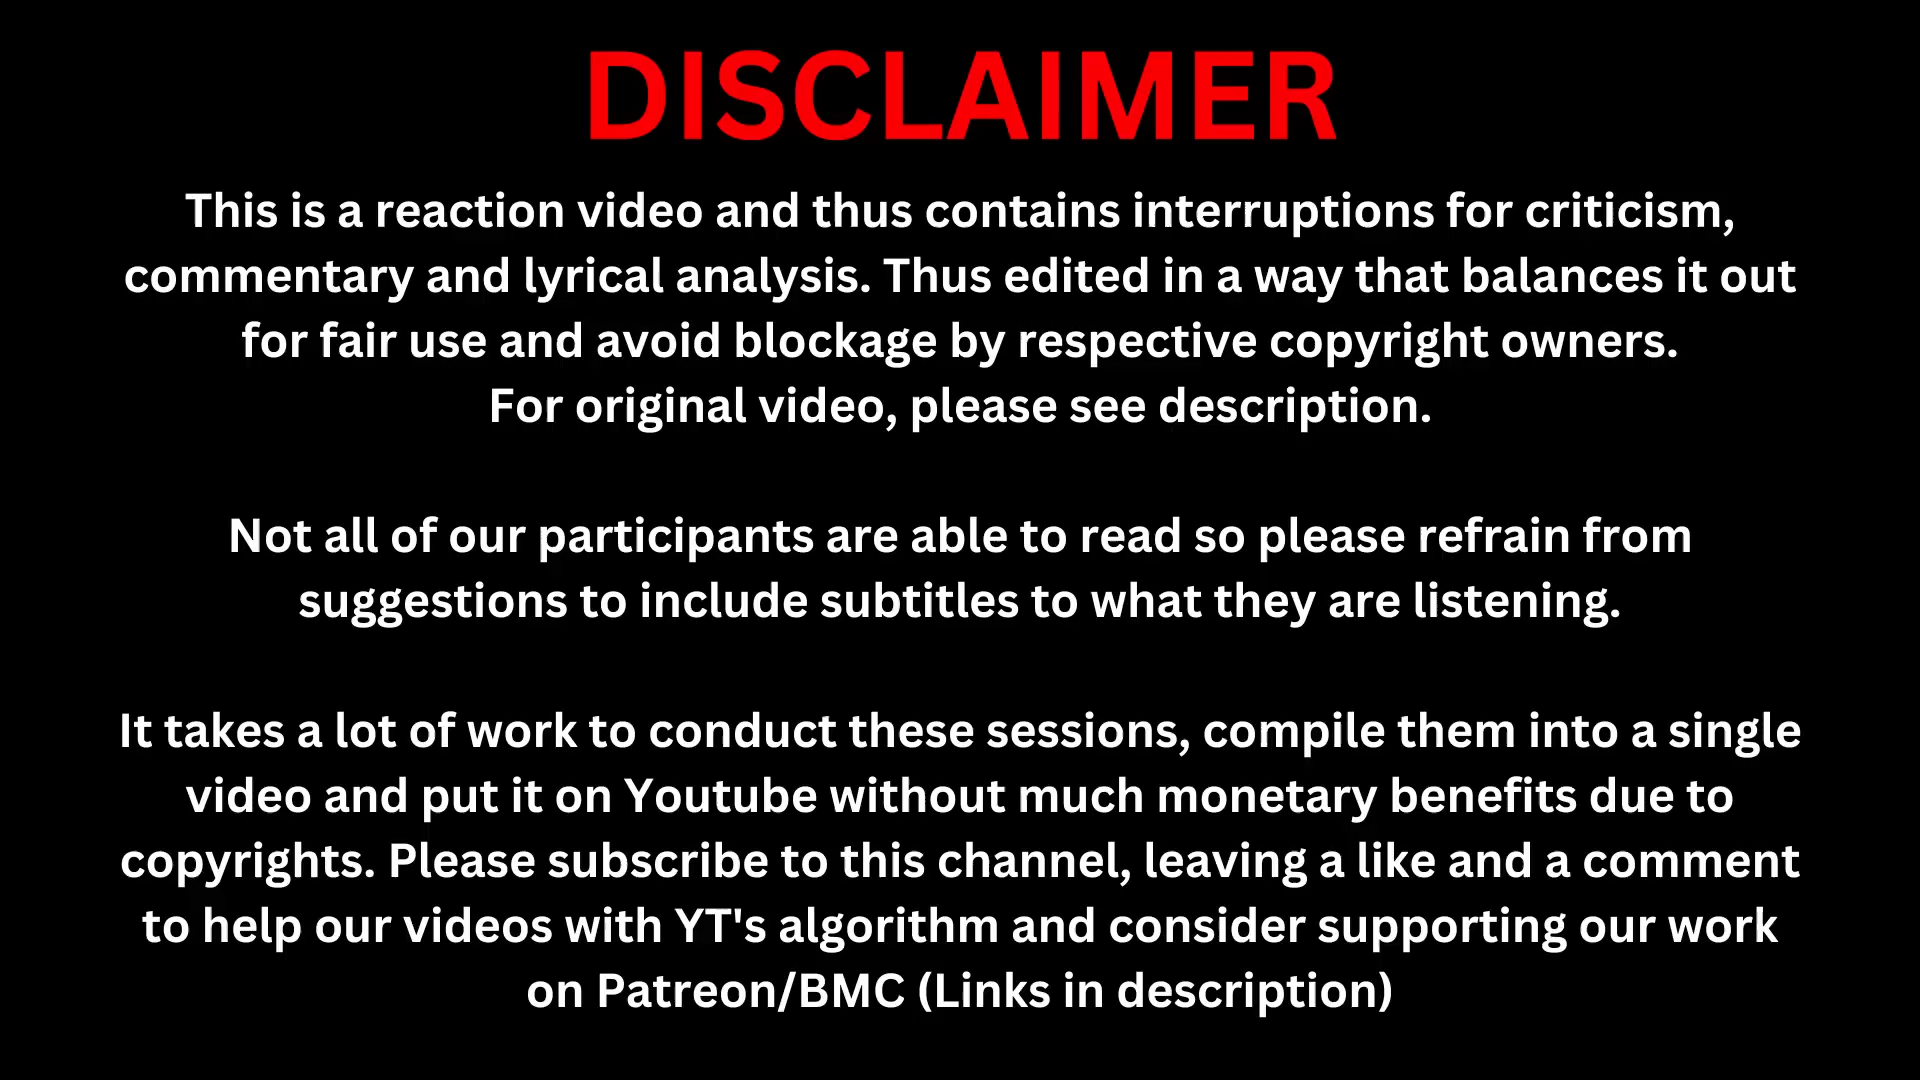 DISCLAIMER
This is a reaction video and thus contains interruptions for criticism,
commentary and lyrical analysis. Thus edited in a way that balances it out
for fair use and avoid blockage by respective copyright owners.
For original video, please see description.
Not all of our participants are able to read so please refrain from
suggestions to include subtitles to what they are listening.
It takes a lot of work to conduct these sessions, compile them into a single
video and put it on Youtube without much monetary benefits due to
copyrights. Please subscribe to this channel, leaving a like and a comment
to help our videos with YT's algorithm and consider supporting our work
on Patreon/BMC (Links in description)